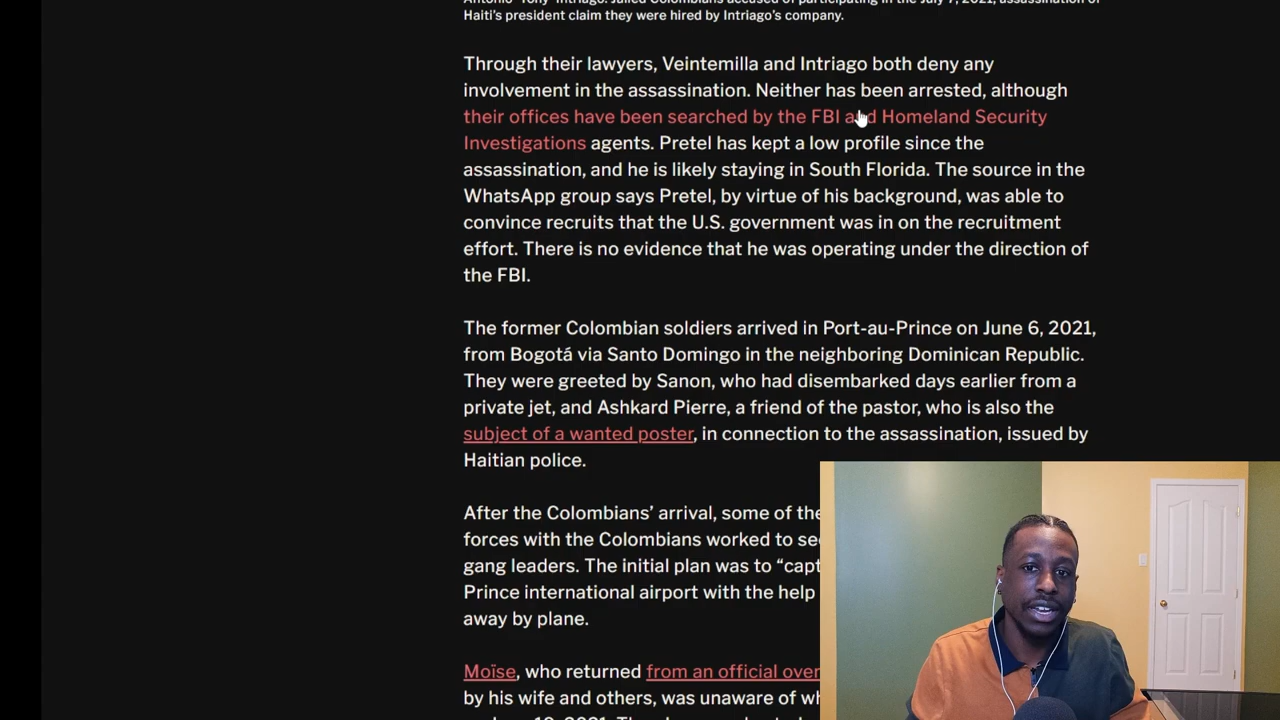 Antonio "Tony" Intriago. Jailed Colombians accused of participating in the July 7, 2021, assassination of
Haiti's president claim they were hired by Intriago's company.
Through their lawyers, Veintemilla and Intriago both deny any
involvement in the assassination. Neither has been arrested, although
their offices have been searched by the FBI and Homeland Security
Investigations agents. Pretel has kept a low profile since the
assassination, and he is likely staying in South Florida. The source in the
WhatsApp group says Pretel, by virtue of his background, was able to
convince recruits that the U.S. government was in on the recruitment
effort. There is no evidence that he was operating under the direction of
the FBI.
The former Colombian soldiers arrived in Port-au-Prince on June 6, 2021,
from Bogotá via Santo Domingo in the neighboring Dominican Republic.
They were greeted by Sanon, who had disembarked days earlier from a
private jet, and Ashkard Pierre, a friend of the pastor, who is also the
subject of a wanted poster, in connection to the assassination, issued by
Haitian police.
After the Colombians' arrival, some of the
forces with the Colombians worked to se
gang leaders. The initial plan was to "capt
Prince international airport with the help
away by plane.
Moïse, who returned from an official over
by his wife and others, was unaware of wh